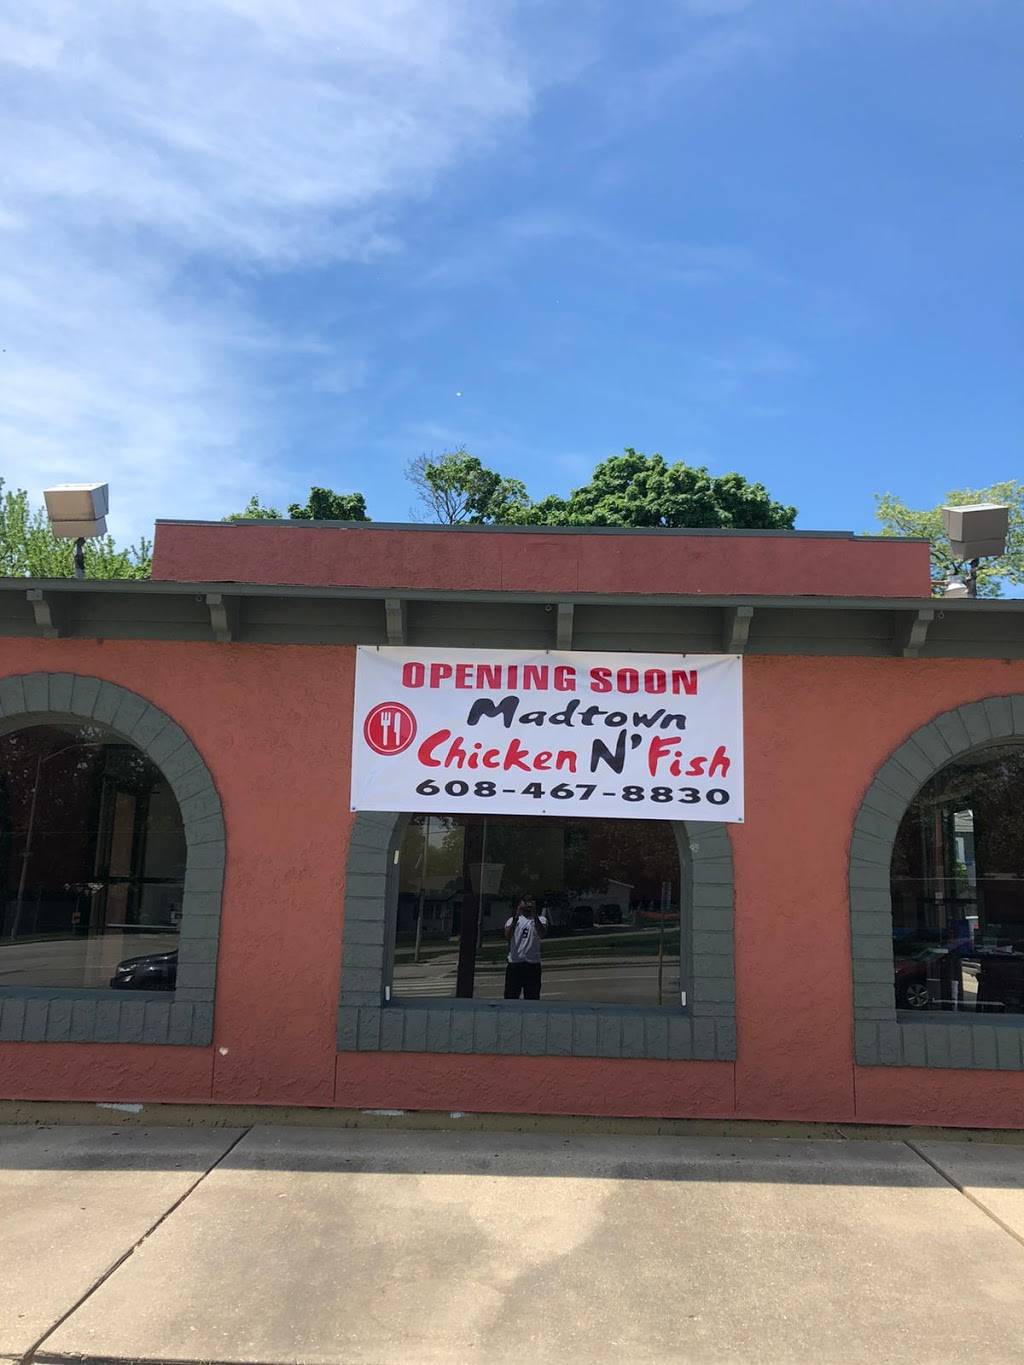 OPENING SOON
Madtown
Chicken N' Fish
608-467-8830